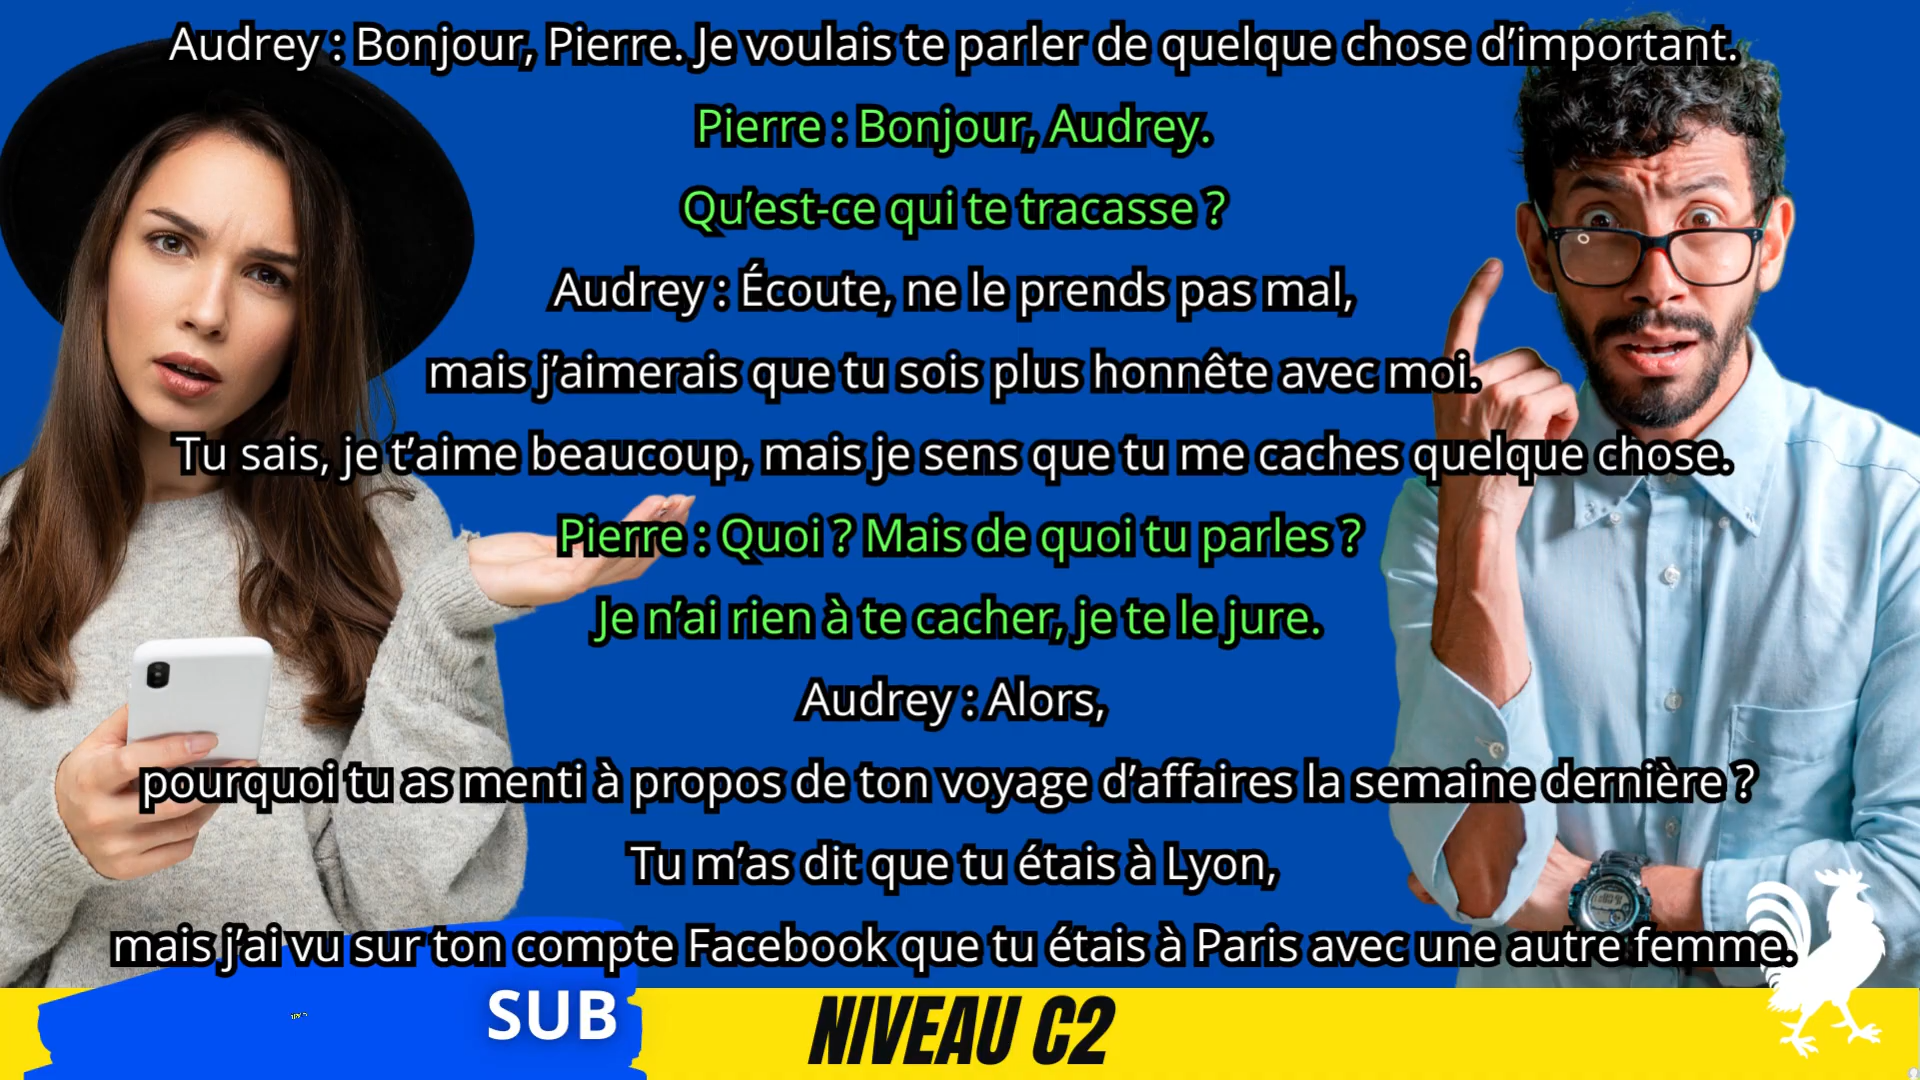 Audrey : Bonjour, Pierre. Je voulais te parler de quelque chose d’important.
Pierre : Bonjour, Audrey.
Qu’est-ce qui te tracasse ?
Audrey : Écoute, ne le prends pas mal,
mais j’aimerais que tu sois plus honnête avec moi.
Tu sais, je t’aime beaucoup, mais je sens que tu me caches quelque chose.
Pierre : Quoi ? Mais de quoi tu parles ?
Je n’ai rien à te cacher, je te le jure.
Audrey : Alors,
pourquoi tu as menti à propos de ton voyage d’affaires la semaine dernière ?
Tu m’as dit que tu étais à Lyon,
mais j’ai vu sur ton compte Facebook que tu étais à Paris avec une autre femme.
SUB
NIVEAU C2